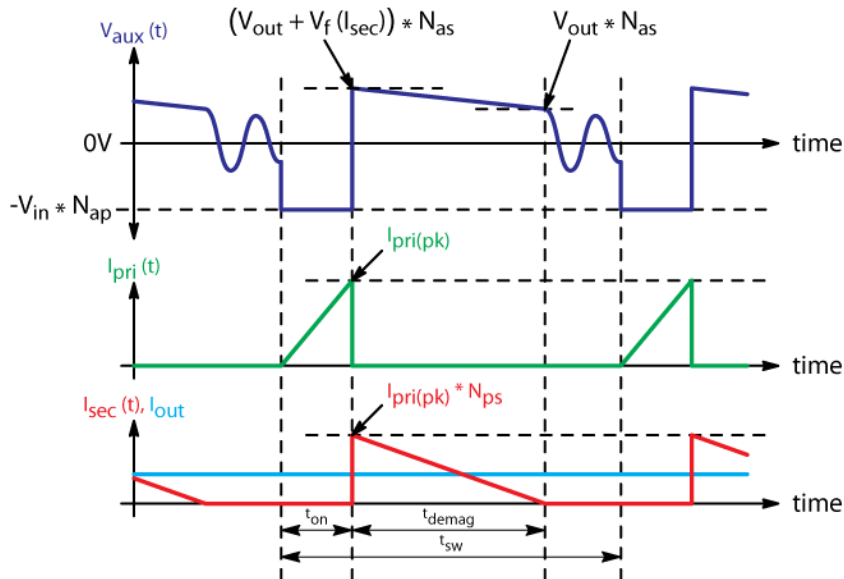 (Vout + Vf (Isec)) * Nas
Vout * Nas
Vaux (t)
0V
time
-Vin * Nap
Ipri(pk)
Ipri (t)
time
Isec (t), Iout
Ipri(pk) * Nps
time
ton
tdemag
tsw